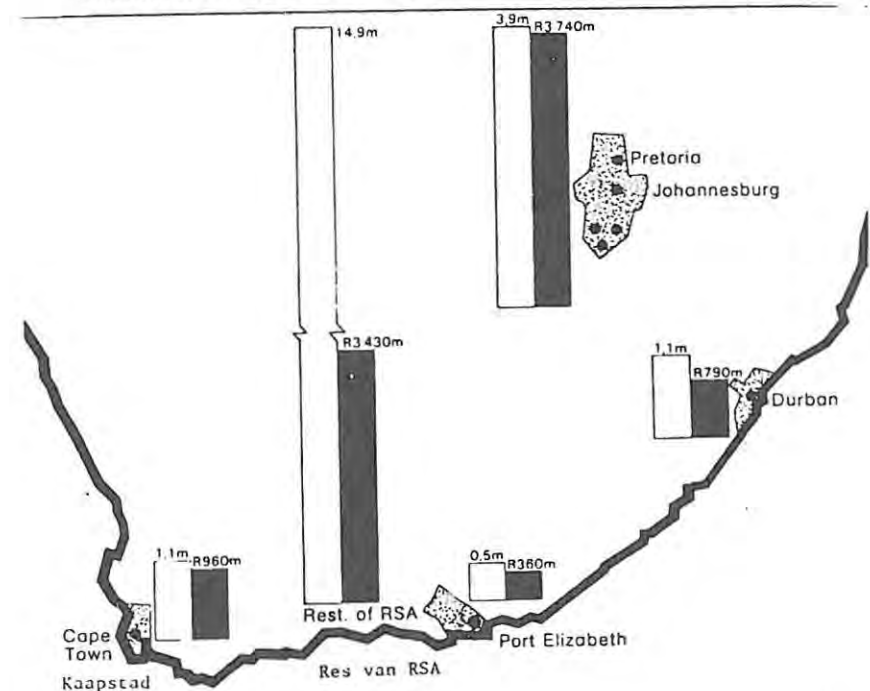 14,9m
3,9m
R3 740m
Pretoria
Johannesburg
R3 430m
1,1m
R790m
Durban
1,1m
R960m
0,5m
R360m
Rest. of RSA
Cape
Town
Port Elizabeth
Kaapstad
Res van RSA